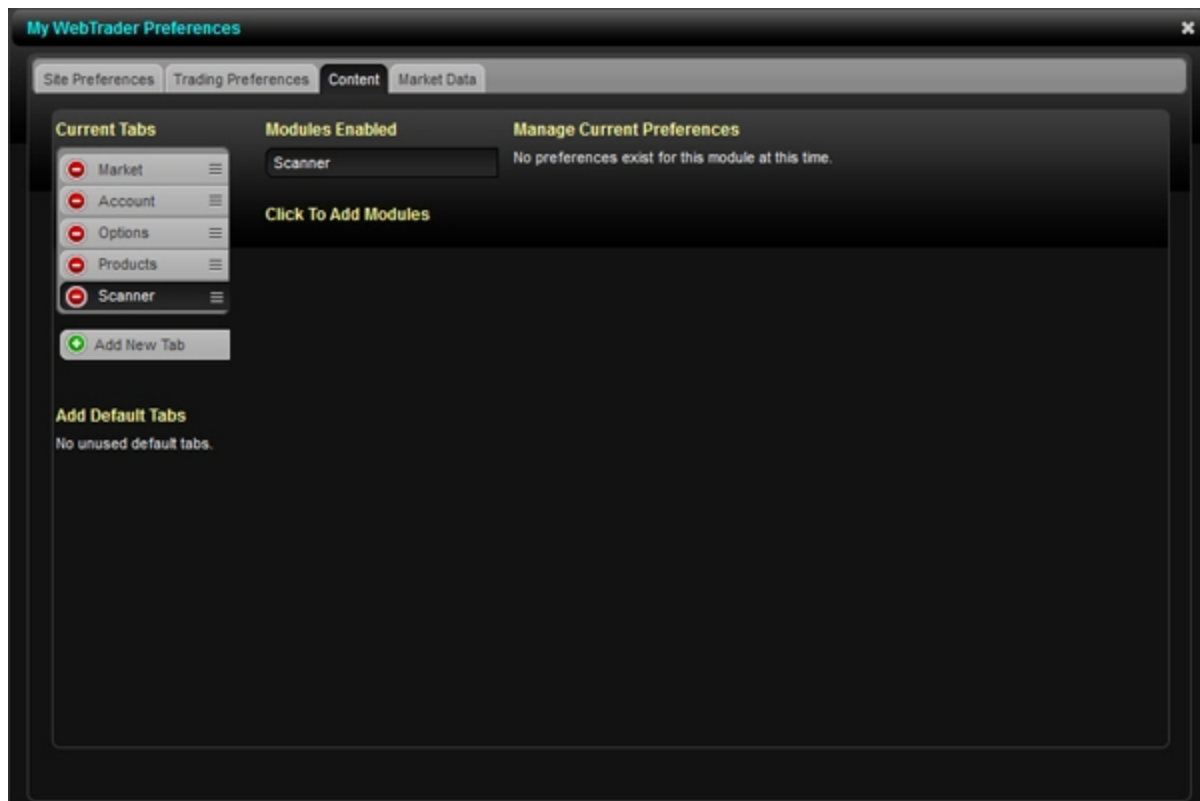 My WebTrader Preferences
Site Preferences
Trading Preferences
Content
Market Data
Current Tabs
Market
Account
Options
Products
Scanner
Add New Tab
Add Default Tabs
No unused default tabs.
Modules Enabled
Scanner
Click To Add Modules
Manage Current Preferences
No preferences exist for this module at this time.